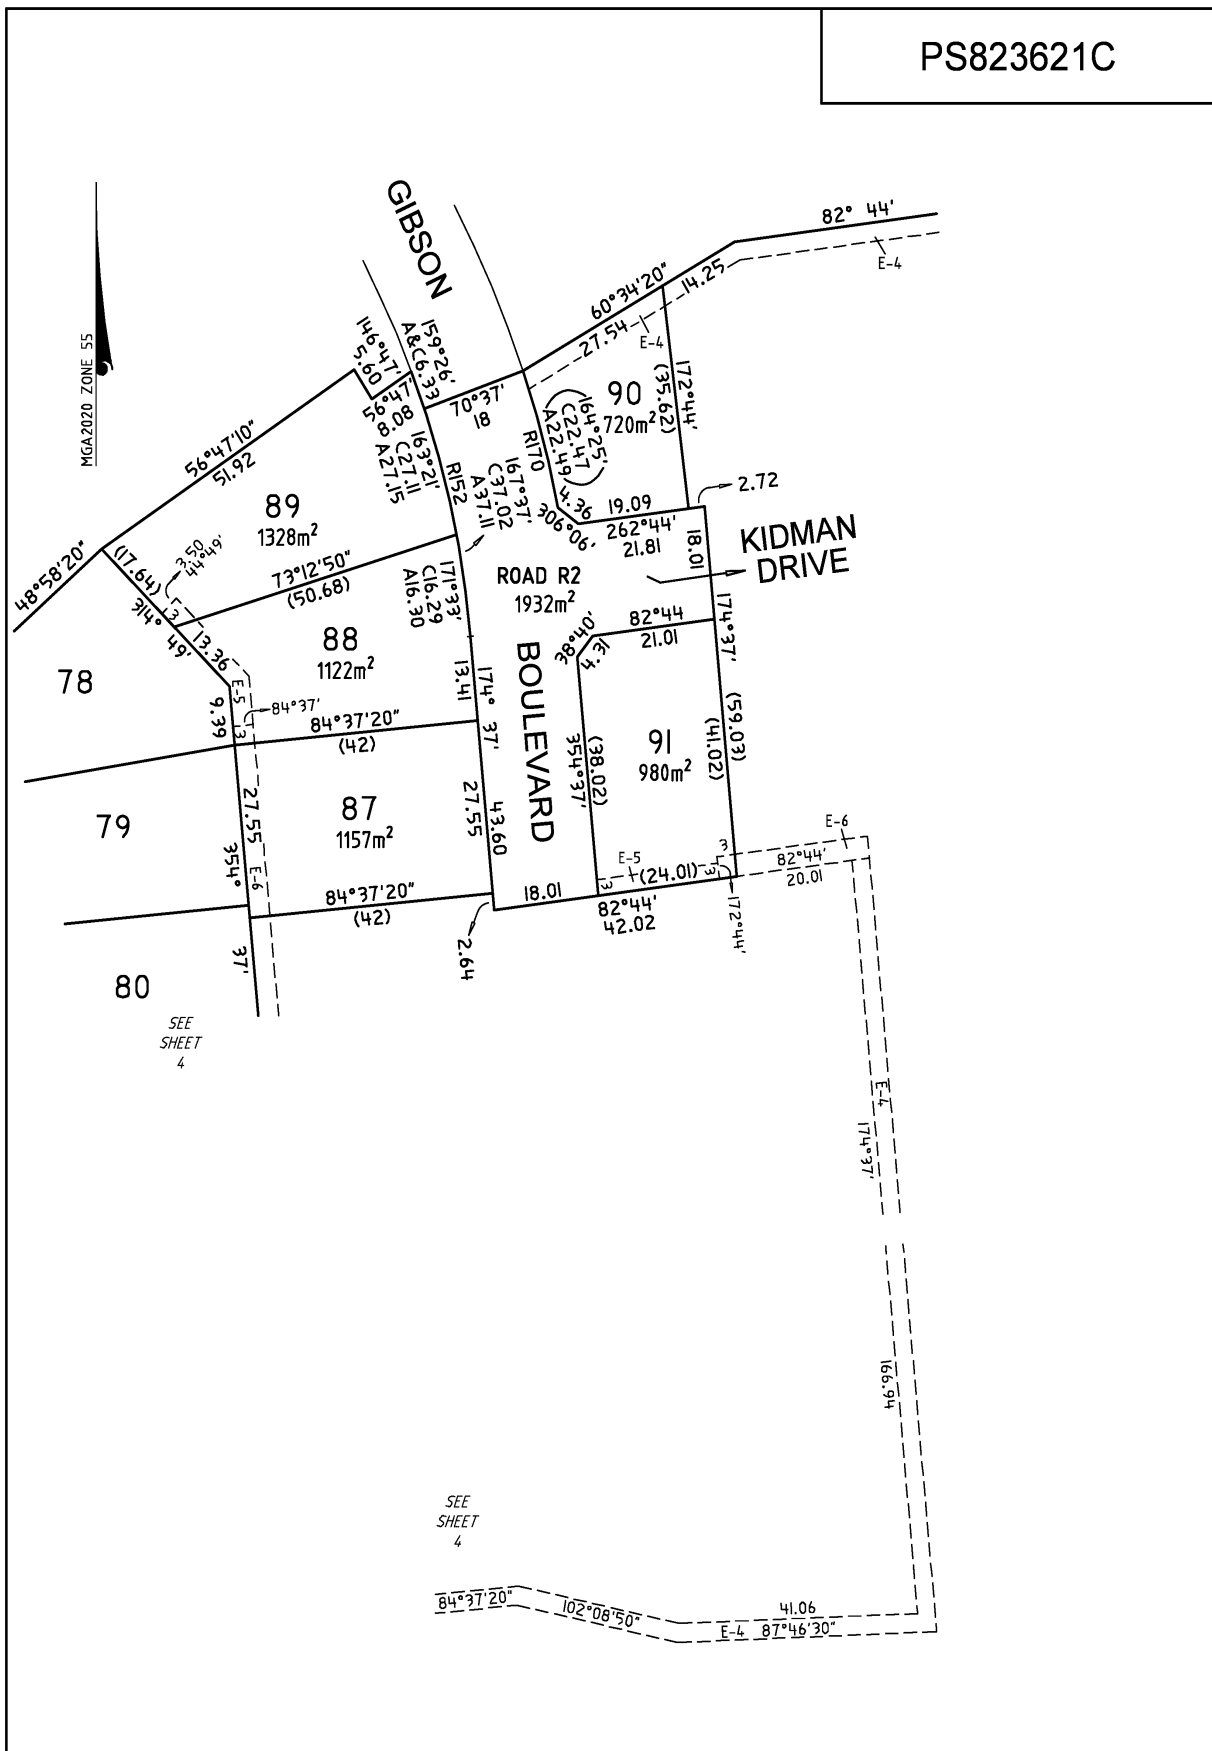 PS823621C
MGA2020 ZONE 55
GIBSON
82° 44'
E-4
60°34'20"
14.25
27.54
E-4
146°47'
5.60
159°26'
A&C6.33
56°47'
8.08
70°37'
18
172°44'
(35.62)
90
720m²
164°25'
C22.47
A22.49
R170
4.36
306°06'
19.09
262°44'
21.81
2.72
18.01
KIDMAN
DRIVE
56°47'10"
51.92
163°21'
C27.11
A27.15
R152
167°37'
C37.02
A37.11
89
1328m²
48°58'20"
(17.64)
3.50
44°49'
3
314° 49'
13.36
73°12'50"
(50.68)
171°33'
C16.29
A16.30
ROAD R2
1932m²
82°44
21.01
174°37'
38°40'
4.31
88
1122m²
78
E-5
9.39
84°37'
3
84°37'20"
(42)
13.41
174° 37'
BOULEVARD
354°37'
(38.02)
91
980m²
(59.03)
(41.02)
79
87
1157m²
27.55
354° 37'
E-6
27.55
43.60
84°37'20"
(42)
2.64
18.01
3
E-5
(24.01)
3
3
82°44'
42.02
172°44'
E-6
82°44'
20.01
80
SEE
SHEET
4
E-4
174°37'
166.94
SEE
SHEET
4
84°37'20"
102°08'50"
41.06
E-4 87°46'30"